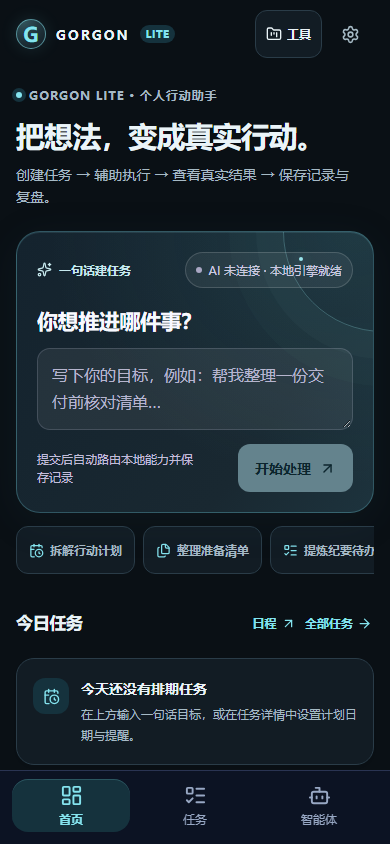 G GORGON LITE 工具
GORGON LITE • 个人行动助手
把想法，变成真实行动。
创建任务 → 辅助执行 → 查看真实结果 → 保存记录与
复盘。
一句话建任务
AI 未连接 · 本地引擎就绪
你想推进哪件事？
写下你的目标，例如：帮我整理一份交
付前核对清单...
提交后自动路由本地能力并保
存记录
开始处理
拆解行动计划
整理准备清单
提炼纪要待办
今日任务
日程
全部任务
今天还没有排期任务
在上方输入一句话目标，或在任务详情中设置计划日
期与提醒。
首页
任务
智能体